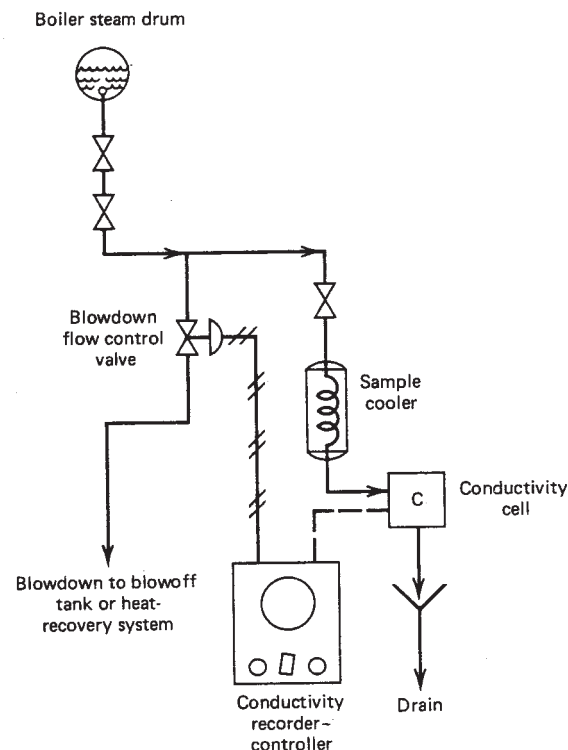 Boiler steam drum
Blowdown
flow control
valve
Sample
cooler
C
Conductivity
cell
Blowdown to blowoff
tank or heat-
recovery system
Conductivity
recorder-
controller
Drain